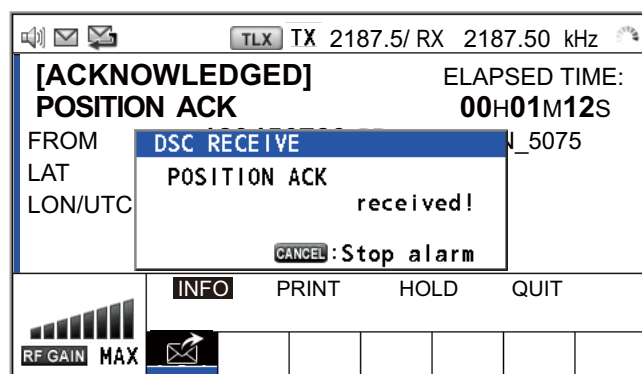 TLX TX 2187.5/ RX 2187.50 kHz
[ACKNOWLEDGED] ELAPSED TIME:
POSITION ACK 00H01M12S
FROM _5075
LAT
LON/UTC
DSC RECEIVE
POSITION ACK
received!
CANCEL:Stop alarm
INFO PRINT HOLD QUIT
RF GAIN MAX